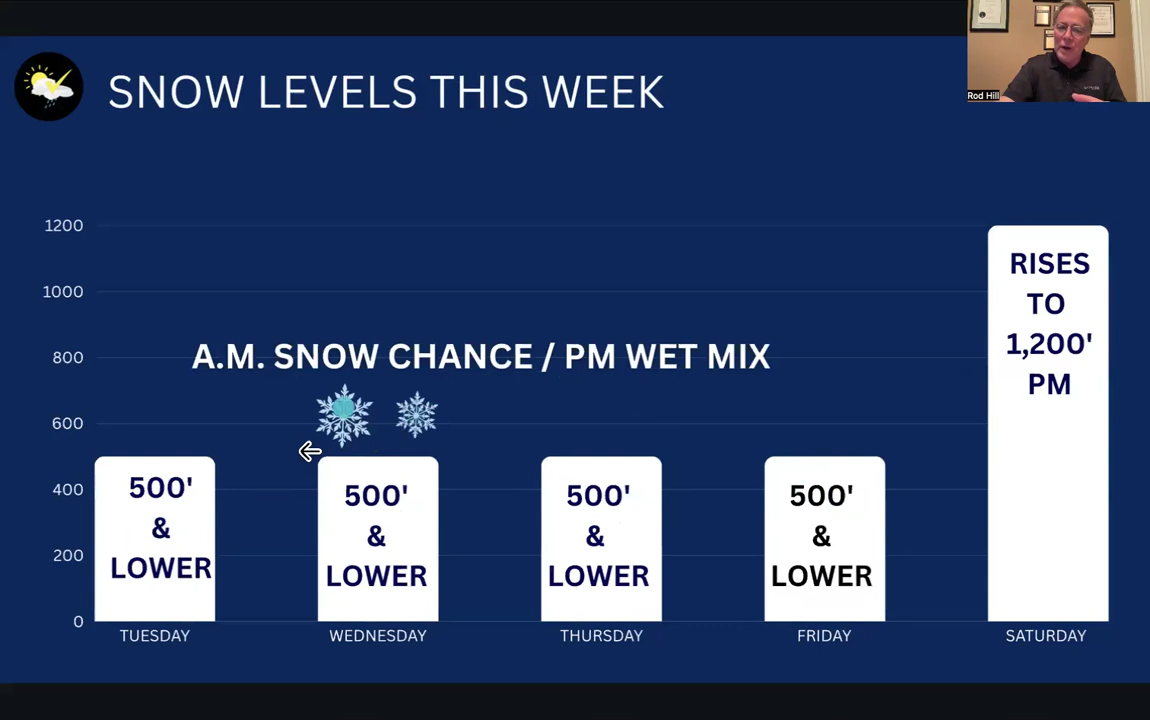 SNOW LEVELS THIS WEEK
Rod Hill
1200
1000
800
600
400
200
0
A.M. SNOW CHANCE / PM WET MIX
500'
&
LOWER
500'
&
LOWER
500'
&
LOWER
500'
&
LOWER
RISES
TO
1,200'
PM
TUESDAY
WEDNESDAY
THURSDAY
FRIDAY
SATURDAY